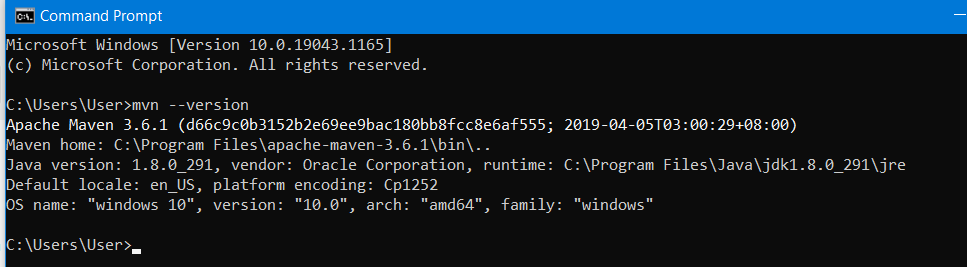 Command Prompt
Microsoft Windows [Version 10.0.19043.1165]
(c) Microsoft Corporation. All rights reserved.
C:\Users\User>mvn --version
Apache Maven 3.6.1 (d66c9c0b3152b2e69ee9bac180bb8fcc8e6af555; 2019-04-05T03:00:29+08:00)
Maven home: C:\Program Files\apache-maven-3.6.1\bin\..
Java version: 1.8.0_291, vendor: Oracle Corporation, runtime: C:\Program Files\Java\jdk1.8.0_291\jre
Default locale: en_US, platform encoding: Cp1252
OS name: "windows 10", version: "10.0", arch: "amd64", family: "windows"
C:\Users\User>